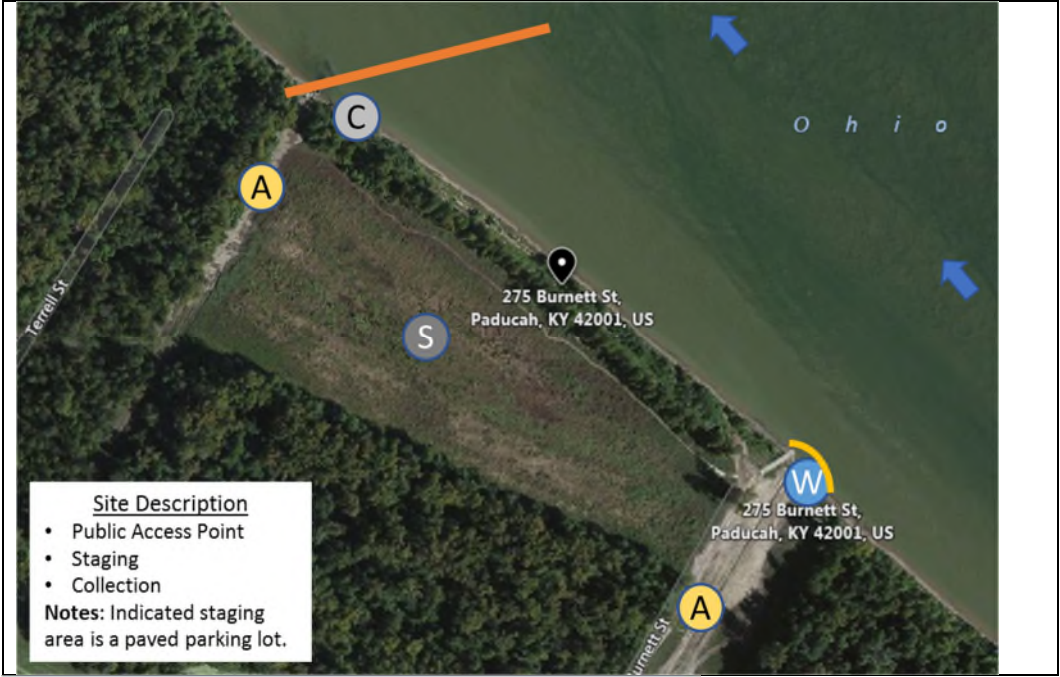 C
O h i o
A
Terrell St
275 Burnett St,
Paducah, KY 42001, US
S
W
275 Burnett St,
Paducah, KY 42001, US
Site Description
• Public Access Point
• Staging
• Collection
Notes: Indicated staging
area is a paved parking lot.
A
urnett St